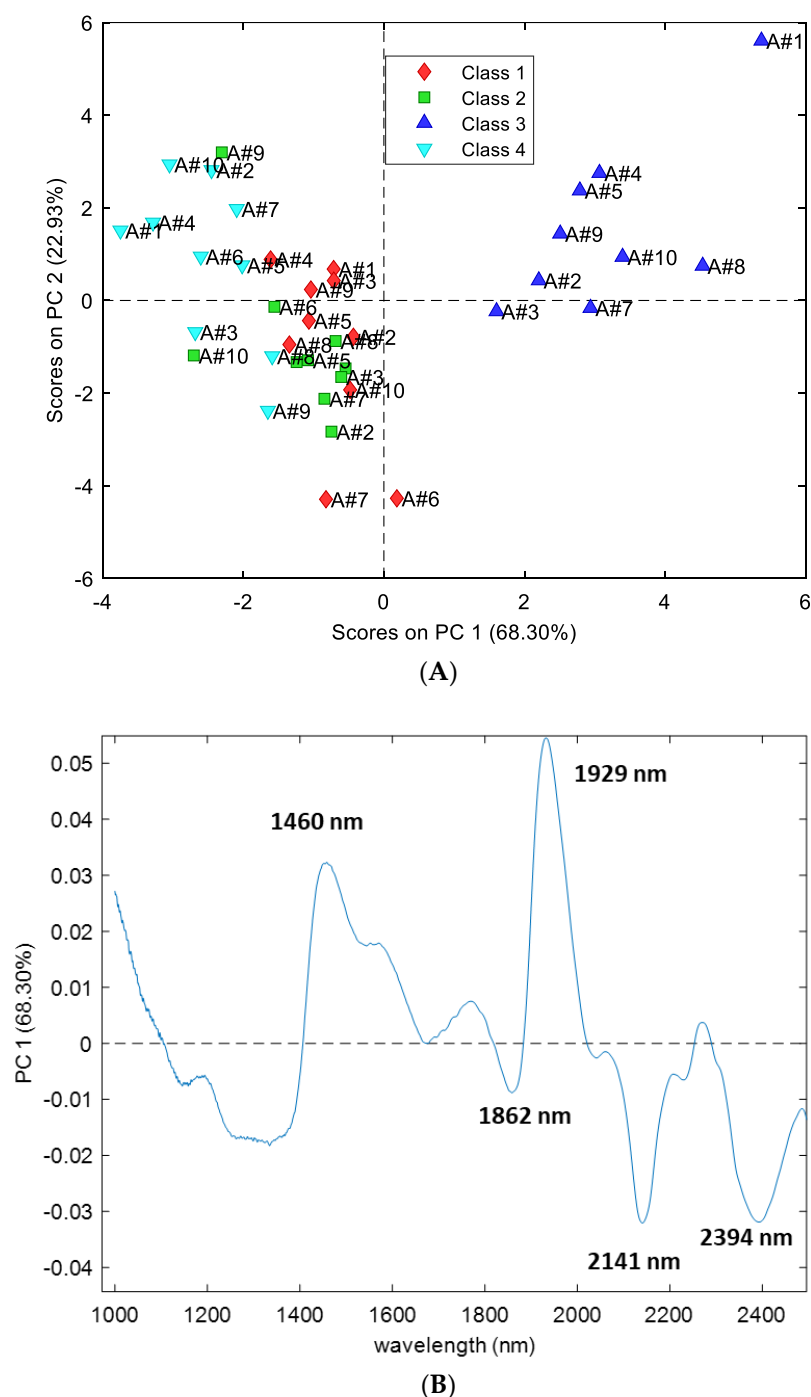 6
4
2
0
-2
-4
-6
-4
-2
0
2
4
6
Scores on PC 2 (22.93%)
Scores on PC 1 (68.30%)
Class 1
Class 2
Class 3
Class 4
A#1
A#4
A#5
A#9
A#10
A#8
A#2
A#3
A#7
A#9
A#10
A#2
A#7
A#1
A#4
A#6
A#5
A#4
A#1
A#3
A#9
A#6
A#5
A#3
A#2
A#8
A#8
A#10
A#8
A#5
A#3
A#10
A#7
A#9
A#2
A#7
A#6
(A)
0.05
0.04
0.03
0.02
0.01
0
-0.01
-0.02
-0.03
-0.04
PC 1 (68.30%)
1460 nm
1929 nm
1862 nm
2141 nm
2394 nm
1000
1200
1400
1600
1800
2000
2200
2400
wavelength (nm)
(B)